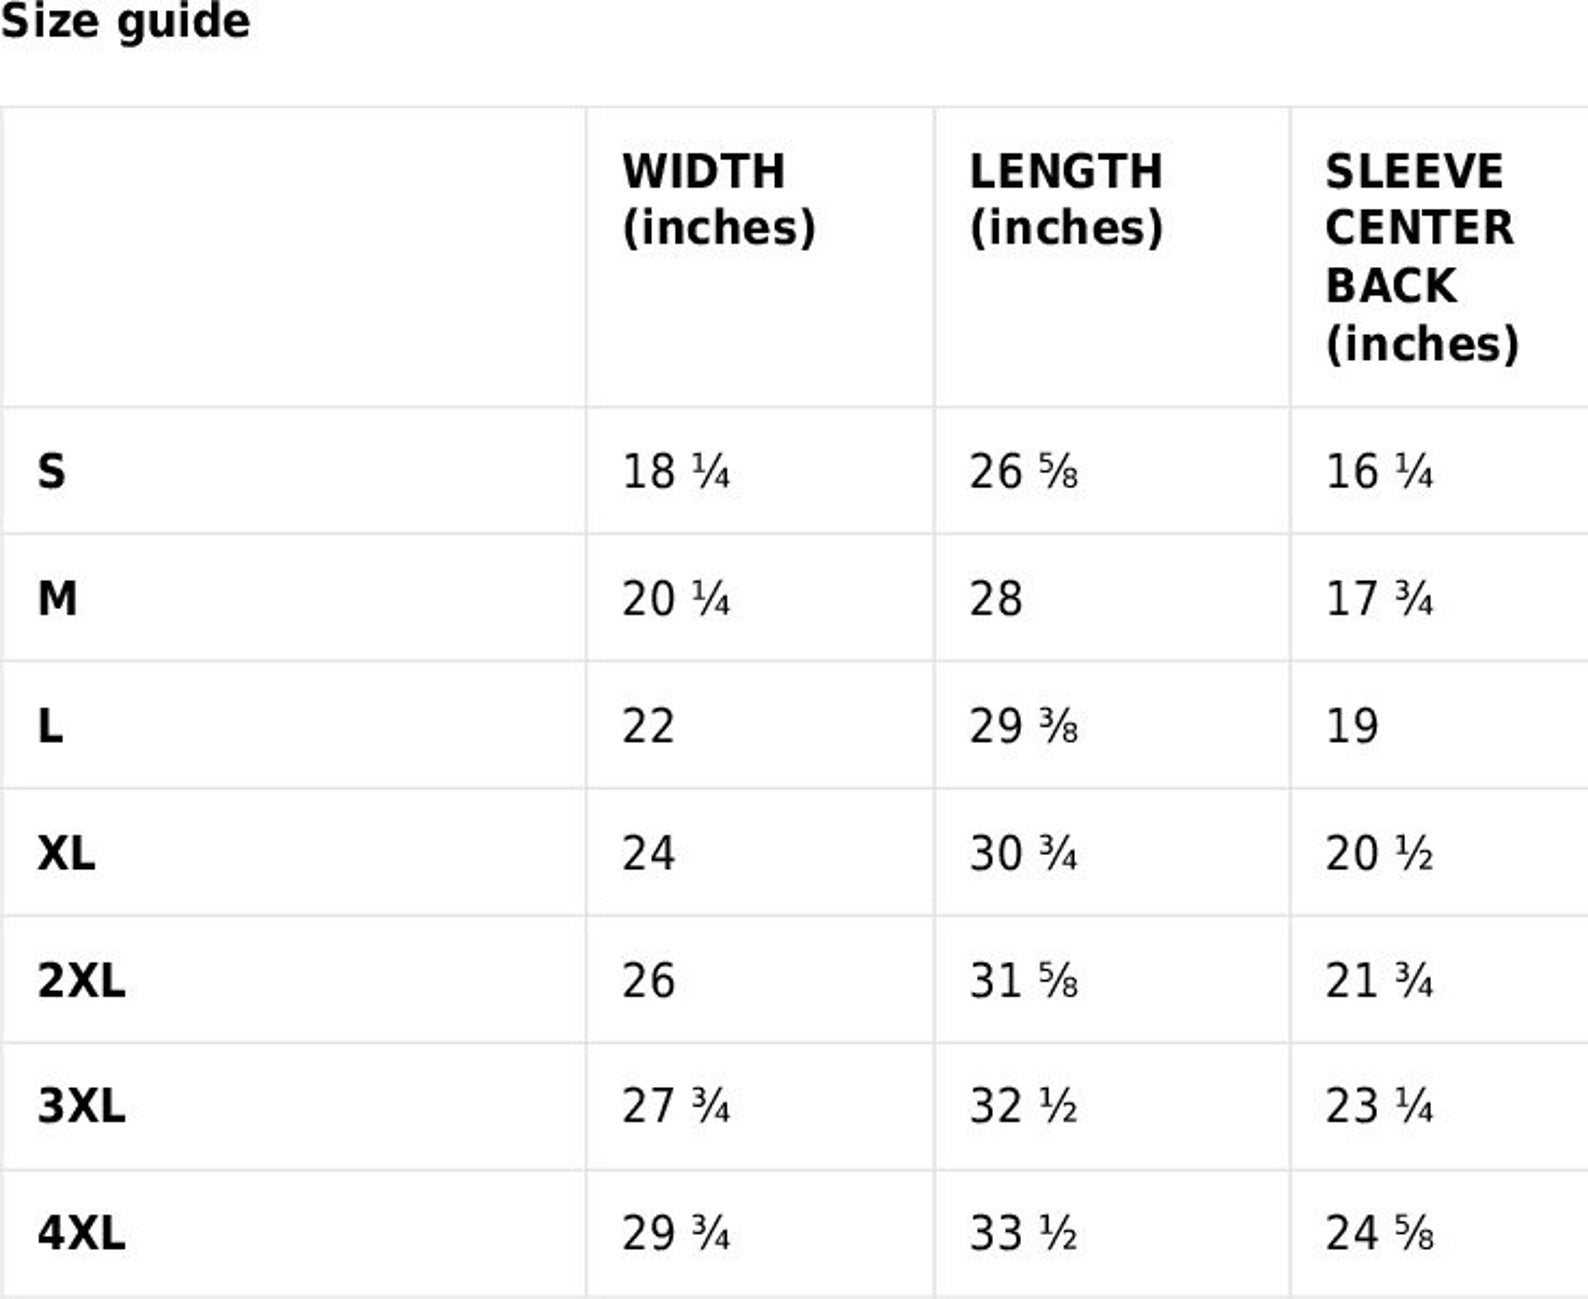 Size guide
WIDTH (inches) LENGTH (inches) SLEEVE CENTER BACK (inches)
S 18 ¼ 26 ⅝ 16 ¼
M 20 ¼ 28 17 ¾
L 22 29 ⅜ 19
XL 24 30 ¾ 20 ½
2XL 26 31 ⅝ 21 ¾
3XL 27 ¾ 32 ½ 23 ¼
4XL 29 ¾ 33 ½ 24 ⅝